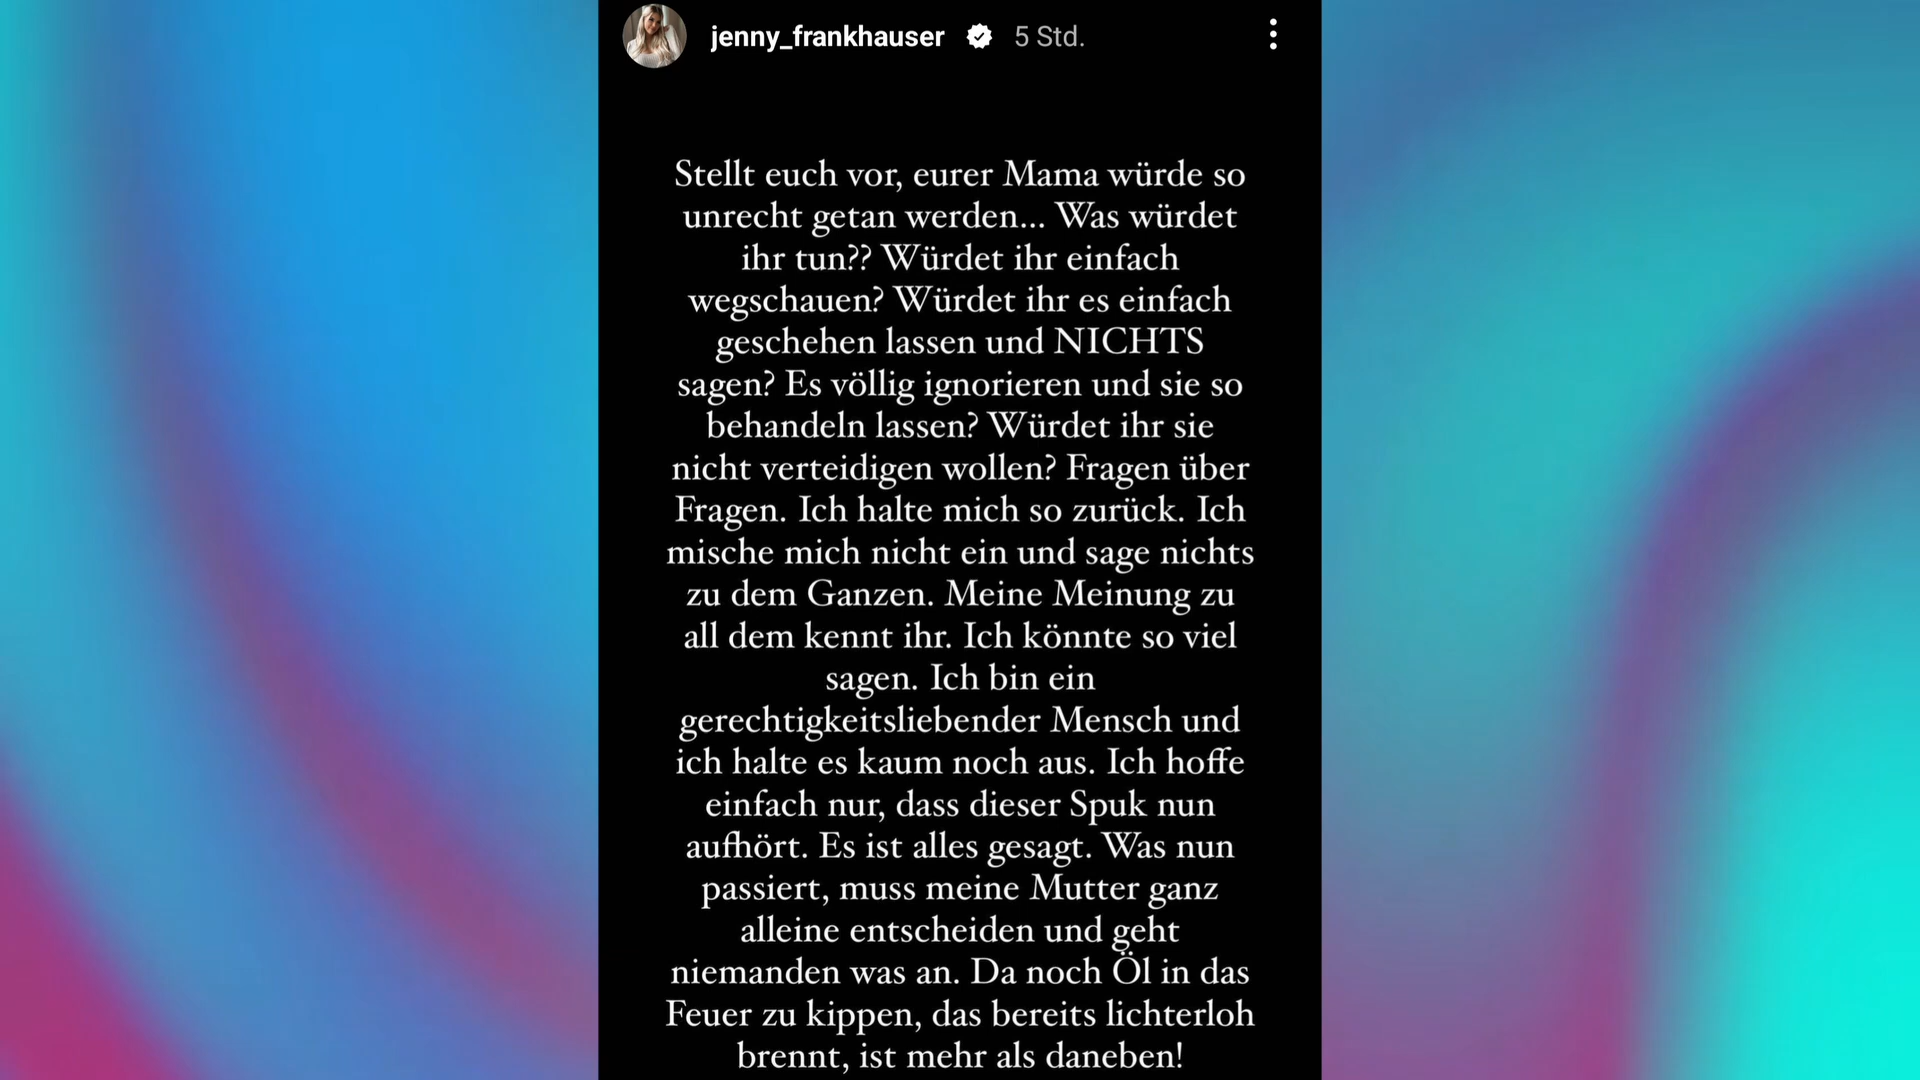 jenny_frankhauser 5 Std.
Stellt euch vor, eurer Mama würde so
unrecht getan werden... Was würdet
ihr tun?? Würdet ihr einfach
wegschauen? Würdet ihr es einfach
geschehen lassen und NICHTS
sagen? Es völlig ignorieren und sie so
behandeln lassen? Würdet ihr sie
nicht verteidigen wollen? Fragen über
Fragen. Ich halte mich so zurück. Ich
mische mich nicht ein und sage nichts
zu dem Ganzen. Meine Meinung zu
all dem kennt ihr. Ich könnte so viel
sagen. Ich bin ein
gerechtigkeitsliebender Mensch und
ich halte es kaum noch aus. Ich hoffe
einfach nur, dass dieser Spuk nun
aufhört. Es ist alles gesagt. Was nun
passiert, muss meine Mutter ganz
alleine entscheiden und geht
niemanden was an. Da noch Öl in das
Feuer zu kippen, das bereits lichterloh
brennt, ist mehr als daneben!